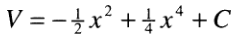 V = −½x² + ¼x⁴ + C